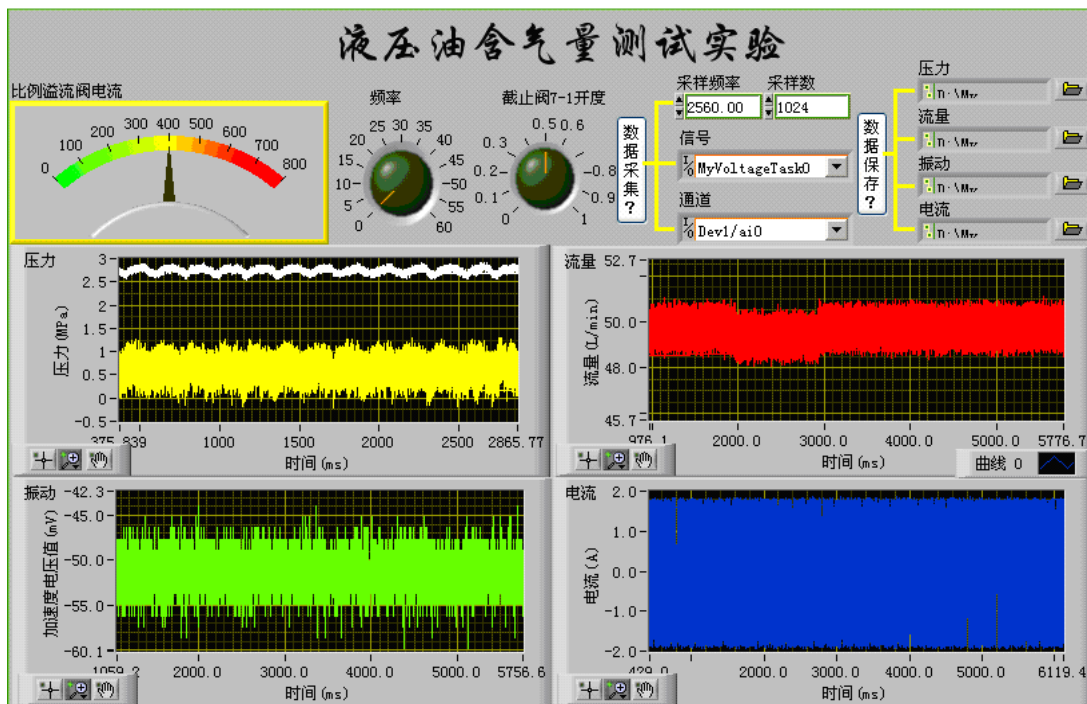 液压油含气量测试实验
比例溢流阀电流
0 100 200 300 400 500 600 700 800
频率
0 5 10 15 20 25 30 35 40 50 55 60
截止阀7-1开度
0 0.1 0.2 0.3 0.5 0.6 0.8 0.9 1
数据采集?
采样频率 采样数
2560.00 1024
信号
MyVoltageTask0
通道
Dev1/ai0
数据保存?
压力
流量
振动
电流
压力
压力(MPa)
3
2.5
2
1.5
1
0.5
0
-0.5
1000 1500 2000 2500 2865.77
时间(ms)
流量
流量(L/min)
52.7
50.0
48.0
45.7
976.1 2000.0 3000.0 4000.0 5000.0 5776.7
时间(ms)
曲线 0
振动
加速度电压值(mV)
-42.3
-45.0
-50.0
-55.0
-60.1
2000.0 3000.0 4000.0 5000.0 5756.6
时间(ms)
电流
电流(A)
2.0
1.0
0.0
-1.0
-2.0
2000.0 3000.0 4000.0 5000.0 6119.4
时间(ms)